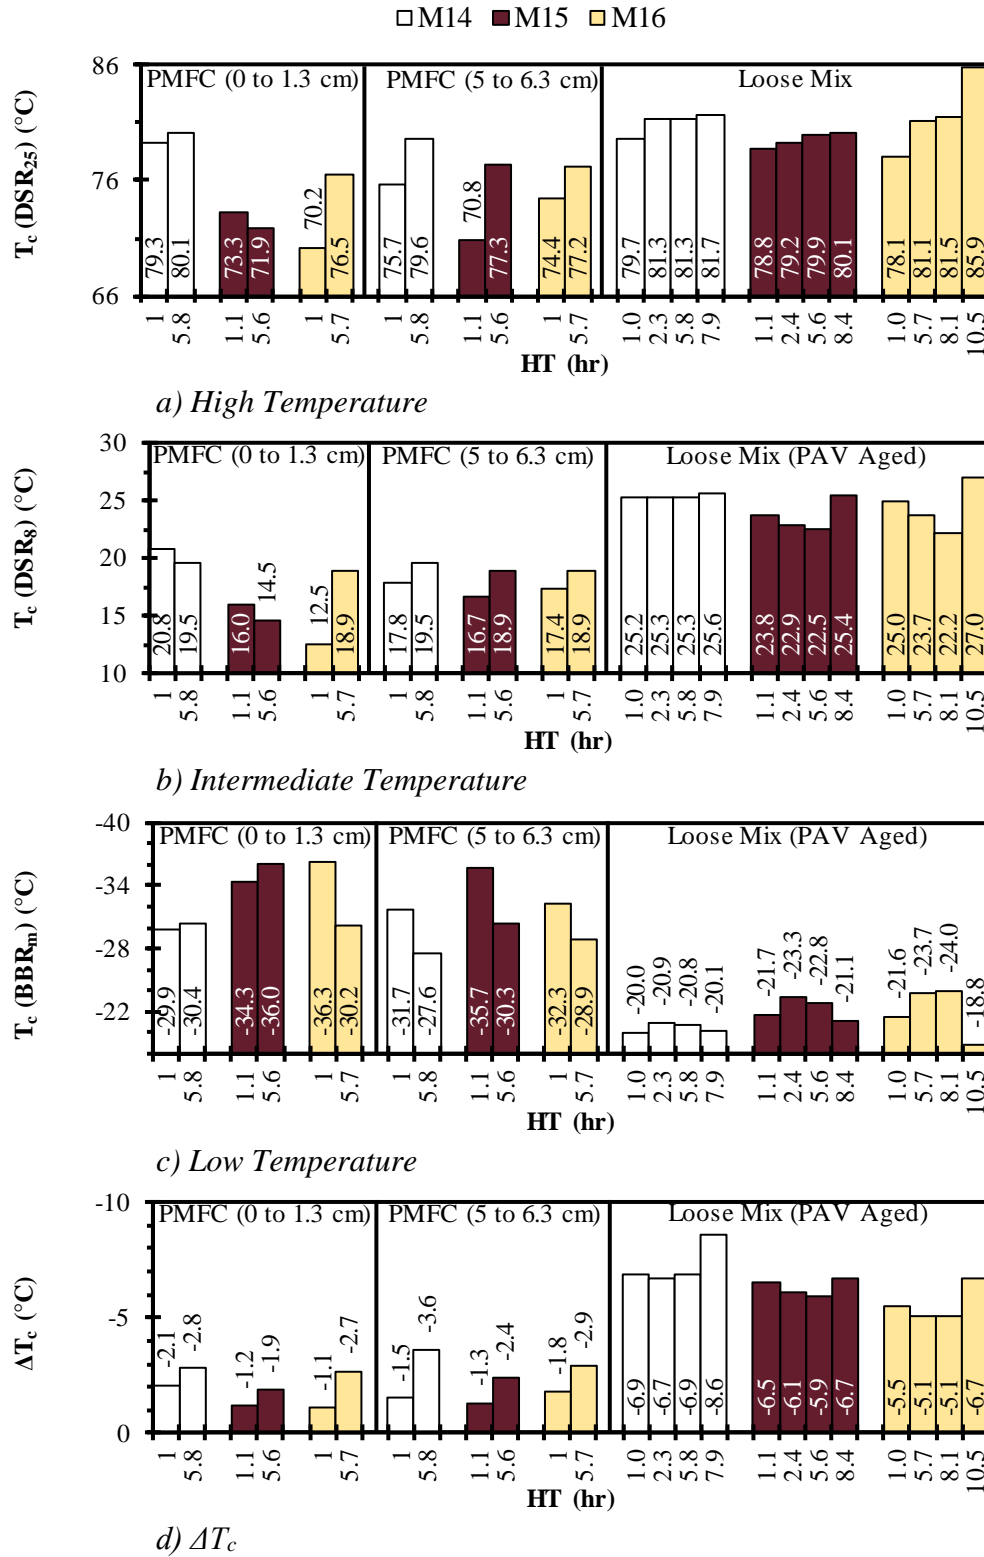 M14 M15 M16
PMFC (0 to 1.3 cm) PMFC (5 to 6.3 cm) Loose Mix
T_c (DSR_25) (°C)
86
76
66
79.3 80.1 73.3 71.9 70.2 76.5 75.7 79.6 70.8 77.3 74.4 77.2 79.7 81.3 81.3 81.7 78.8 79.2 79.9 80.1 78.1 81.1 81.5 85.9
1 5.8 1.1 5.6 1 5.7 1 5.8 1.1 5.6 1 5.7 1.0 2.3 5.8 7.9 1.1 2.4 5.6 8.4 1.0 5.7 8.1 10.5
HT (hr)
a) High Temperature
PMFC (0 to 1.3 cm) PMFC (5 to 6.3 cm) Loose Mix (PAV Aged)
T_c (DSR_8) (°C)
30
25
20
15
10
20.8 19.5 16.0 14.5 12.5 18.9 17.8 19.5 16.7 18.9 17.4 18.9 25.2 25.3 25.3 25.6 23.8 22.9 22.5 25.4 25.0 23.7 22.2 27.0
1 5.8 1.1 5.6 1 5.7 1 5.8 1.1 5.6 1 5.7 1.0 2.3 5.8 7.9 1.1 2.4 5.6 8.4 1.0 5.7 8.1 10.5
HT (hr)
b) Intermediate Temperature
PMFC (0 to 1.3 cm) PMFC (5 to 6.3 cm) Loose Mix (PAV Aged)
T_c (BBR_m) (°C)
-40
-34
-28
-22
-29.9 -30.4 -34.3 -36.0 -36.3 -30.2 -31.7 -27.6 -35.7 -30.3 -32.3 -28.9 -20.0 -20.9 -20.8 -20.1 -21.7 -23.3 -22.8 -21.1 -21.6 -23.7 -24.0 -18.8
1 5.8 1.1 5.6 1 5.7 1 5.8 1.1 5.6 1 5.7 1.0 2.3 5.8 7.9 1.1 2.4 5.6 8.4 1.0 5.7 8.1 10.5
HT (hr)
c) Low Temperature
PMFC (0 to 1.3 cm) PMFC (5 to 6.3 cm) Loose Mix (PAV Aged)
ΔT_c (°C)
-10
-5
0
-2.1 -2.8 -1.2 -1.9 -1.1 -2.7 -1.5 -3.6 -1.3 -2.4 -1.8 -2.9 -6.9 -6.7 -6.9 -8.6 -6.5 -6.1 -5.9 -6.7 -5.5 -5.1 -5.1 -6.7
1 5.8 1.1 5.6 1 5.7 1 5.8 1.1 5.6 1 5.7 1.0 2.3 5.8 7.9 1.1 2.4 5.6 8.4 1.0 5.7 8.1 10.5
HT (hr)
d) ΔT_c